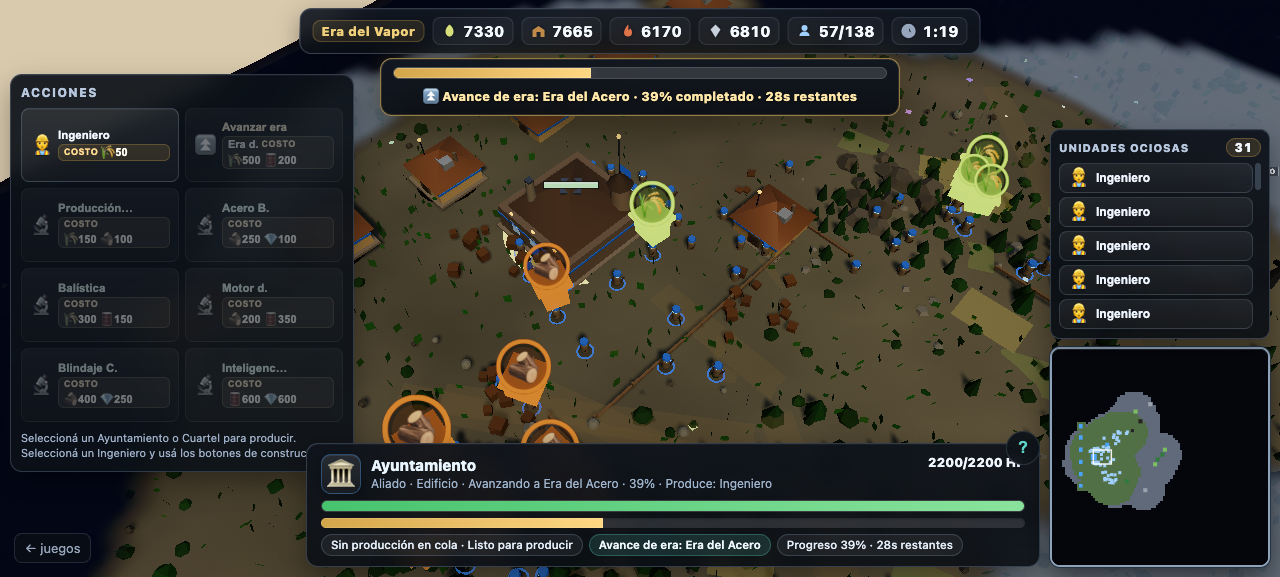 Era del Vapor 7330 7665 6170 6810 57/138 1:19
Avance de era: Era del Acero · 39% completado · 28s restantes
ACCIONES
Ingeniero
COSTO 50
Avanzar era
Era d. COSTO
500 200
Producción...
COSTO
150 100
Acero B.
COSTO
250 100
Balística
COSTO
300 150
Motor d.
COSTO
200 350
Blindaje C.
COSTO
400 250
Inteligenc...
COSTO
600 600
Seleccioná un Ayuntamiento o Cuartel para producir.
Seleccioná un Ingeniero y usá los botones de construc
UNIDADES OCIOSAS 31
Ingeniero
Ingeniero
Ingeniero
Ingeniero
Ingeniero
?
Ayuntamiento
2200/2200
Aliado · Edificio · Avanzando a Era del Acero · 39% · Produce: Ingeniero
Sin producción en cola · Listo para producir
Avance de era: Era del Acero
Progreso 39% · 28s restantes
← juegos